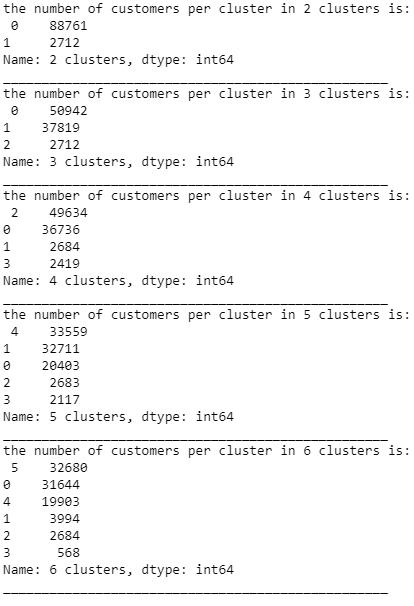 the number of customers per cluster in 2 clusters is:
 0    88761
1     2712
Name: 2 clusters, dtype: int64
___________________________________________________
the number of customers per cluster in 3 clusters is:
 0    50942
1    37819
2     2712
Name: 3 clusters, dtype: int64
___________________________________________________
the number of customers per cluster in 4 clusters is:
 2    49634
0    36736
1     2684
3     2419
Name: 4 clusters, dtype: int64
___________________________________________________
the number of customers per cluster in 5 clusters is:
 4    33559
1    32711
0    20403
2     2683
3     2117
Name: 5 clusters, dtype: int64
___________________________________________________
the number of customers per cluster in 6 clusters is:
 5    32680
0    31644
4    19903
1     3994
2     2684
3      568
Name: 6 clusters, dtype: int64
___________________________________________________